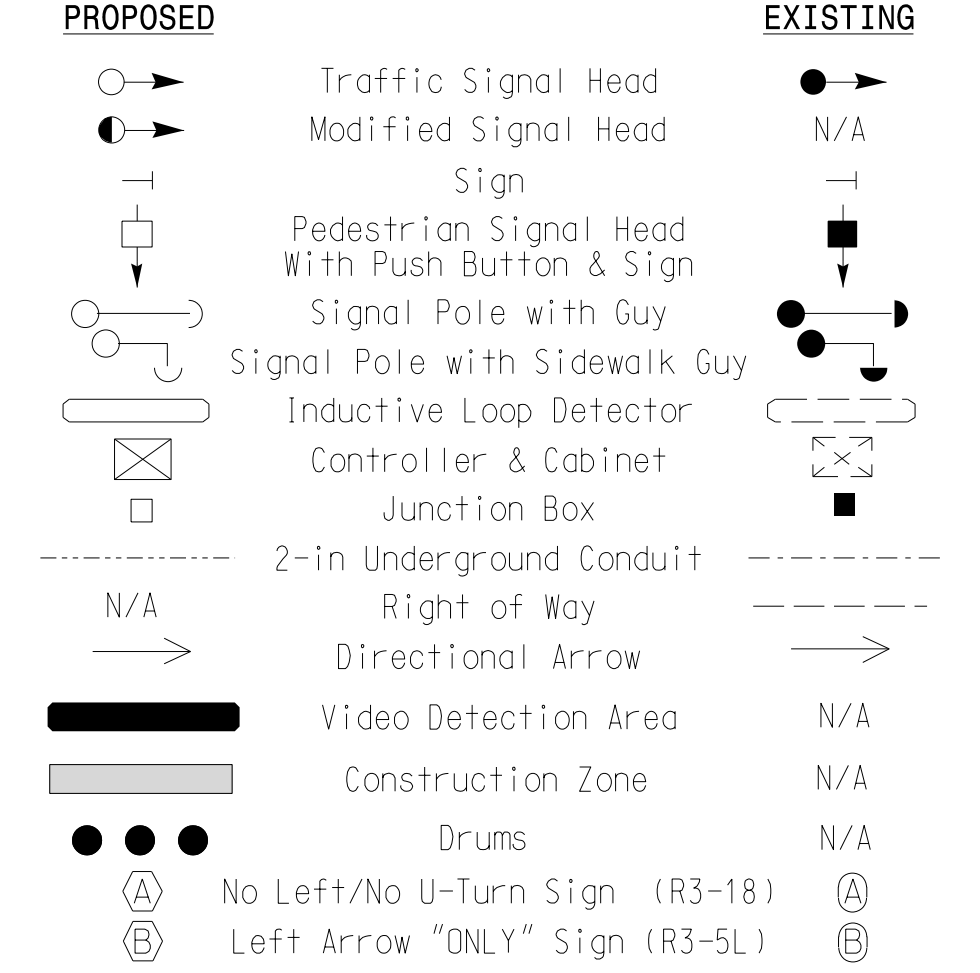 PROPOSED EXISTING
Traffic Signal Head
Modified Signal Head N/A
Sign
Pedestrian Signal Head
With Push Button & Sign
Signal Pole with Guy
Signal Pole with Sidewalk Guy
Inductive Loop Detector
Controller & Cabinet
Junction Box
2-in Underground Conduit
N/A Right of Way
Directional Arrow
Video Detection Area N/A
Construction Zone N/A
Drums N/A
A No Left/No U-Turn Sign (R3-18) A
B Left Arrow "ONLY" Sign (R3-5L) B